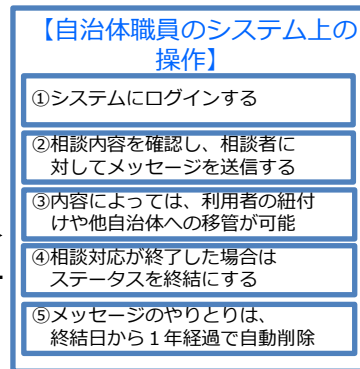 【自治体職員のシステム上の
操作】
①システムにログインする
②相談内容を確認し、相談者に
対してメッセージを送信する
③内容によっては、利用者の紐付
けや他自治体への移管が可能
④相談対応が終了した場合は
ステータスを終結にする
⑤メッセージのやりとりは、
終結日から１年経過で自動削除